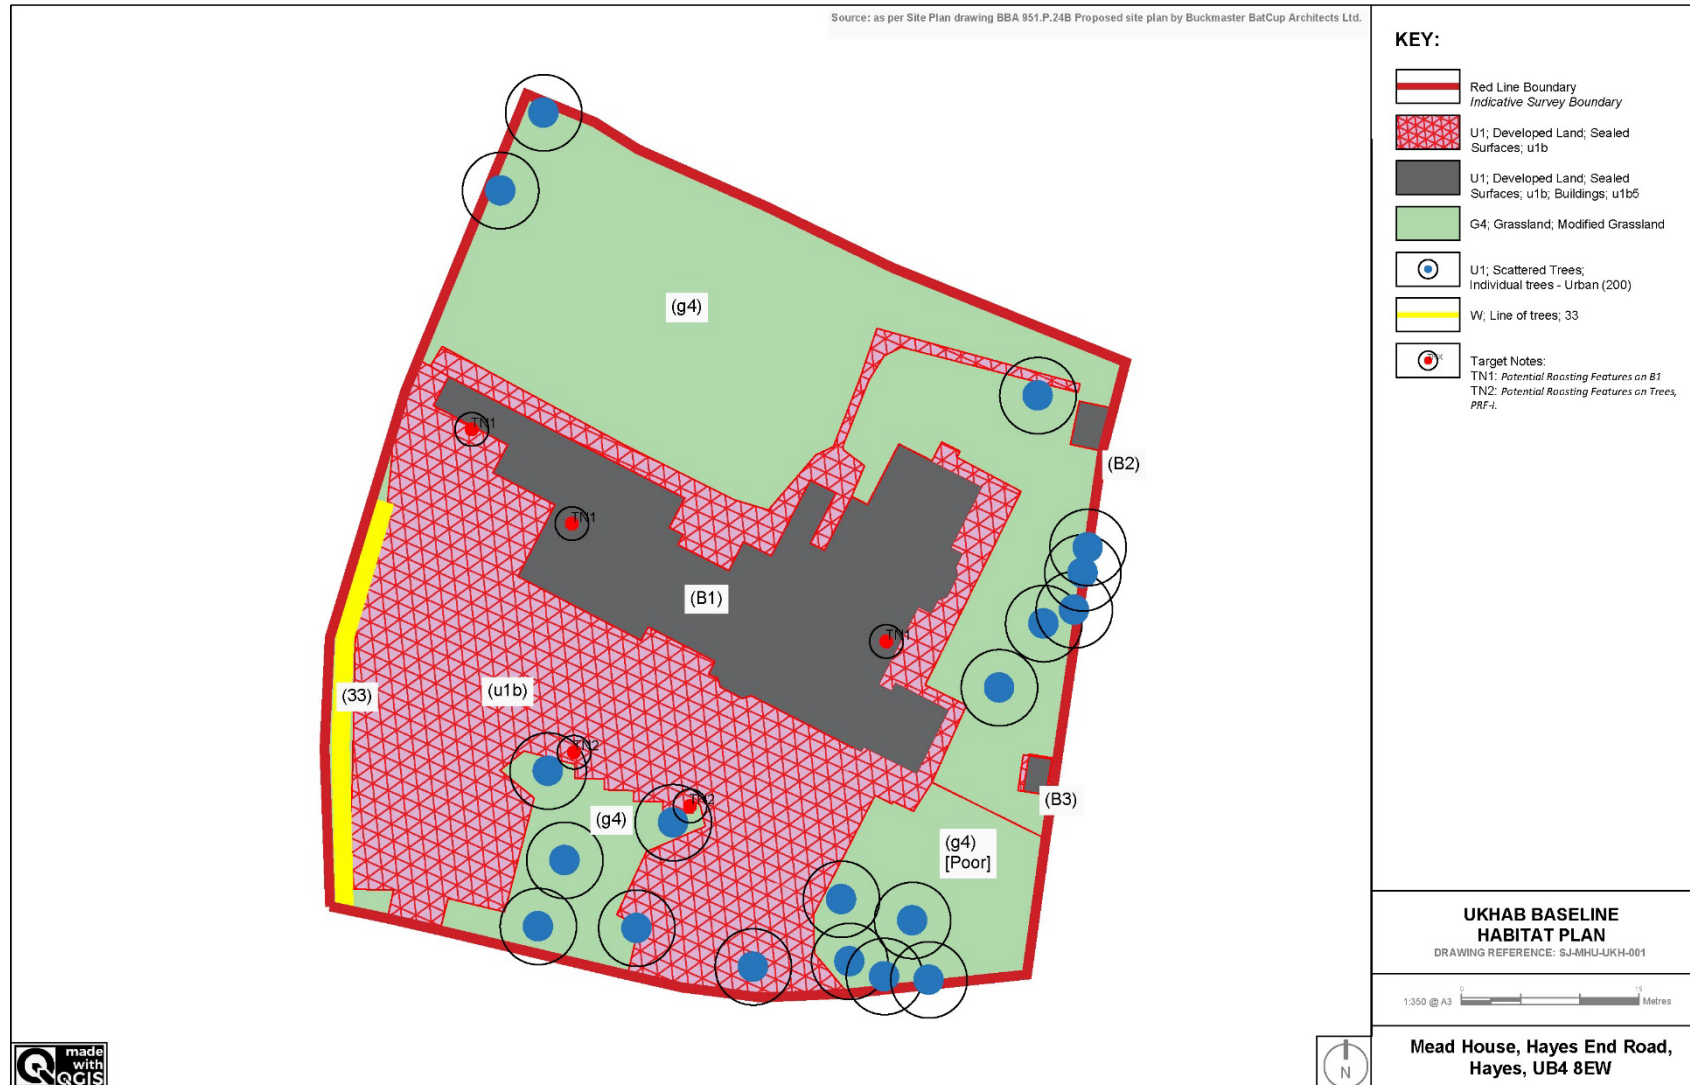 Source: as per Site Plan drawing BBA 951.P.24B Proposed site plan by Buckmaster BatCup Architects Ltd.
KEY:
Red Line Boundary
Indicative Survey Boundary
U1; Developed Land; Sealed
Surfaces; u1b
U1; Developed Land; Sealed
Surfaces; u1b; Buildings; u1b5
G4; Grassland; Modified Grassland
U1; Scattered Trees;
Individual trees - Urban (200)
W; Line of trees; 33
Target Notes:
TN1: Potential Roosting Features on B1
TN2: Potential Roosting Features on Trees,
PRF-I.
(g4)
(B2)
TN1
TN1
(B1)
TN1
(33)
(u1b)
TN2
TN2
(g4)
(B3)
(g4)
[Poor]
UKHAB BASELINE
HABITAT PLAN
DRAWING REFERENCE: SJ-MHU-UKH-001
1:350 @ A3
0
15
Metres
Mead House, Hayes End Road,
Hayes, UB4 8EW
N
made
with
QGIS